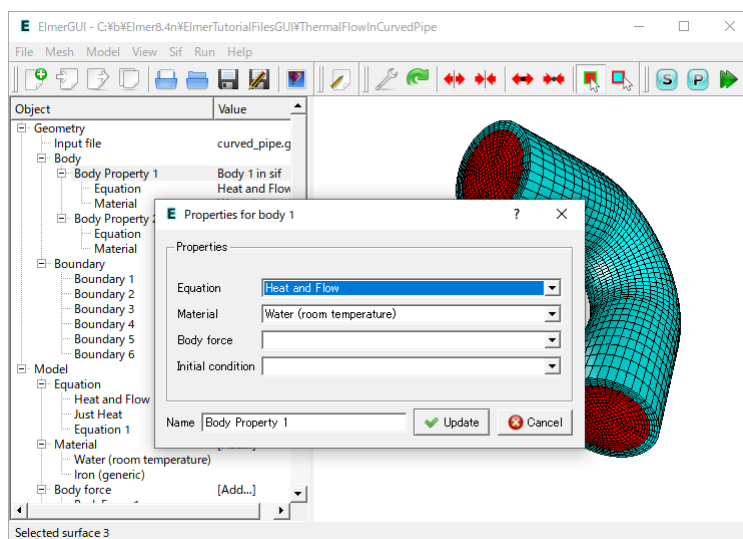 ElmerGUI - C:¥b¥Elmer8.4n¥ElmerTutorialFilesGUI¥ThermalFlowInCurvedPipe
File Mesh Model View Sif Run Help
S P
Object Value
Geometry
Input file curved_pipe.g
Body
Body Property 1 Body 1 in sif
Equation Heat and Flow
Material
Body Property 2
Equation
Material
Boundary
Boundary 1
Boundary 2
Boundary 3
Boundary 4
Boundary 5
Boundary 6
Model
Equation
Heat and Flow
Just Heat
Equation 1
Material
Water (room temperature)
Iron (generic)
Body force [Add...]
E Properties for body 1 ?
Properties
Equation Heat and Flow
Material Water (room temperature)
Body force
Initial condition
Name Body Property 1 Update Cancel
Selected surface 3